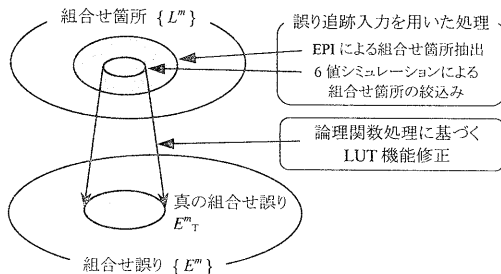 組合せ箇所 { L^m }
誤り追跡入力を用いた処理
EPI による組合せ箇所抽出
6 値シミュレーションによる
組合せ箇所の絞込み
論理関数処理に基づく
LUT 機能修正
真の組合せ誤り
E^m_T
組合せ誤り { E^m }